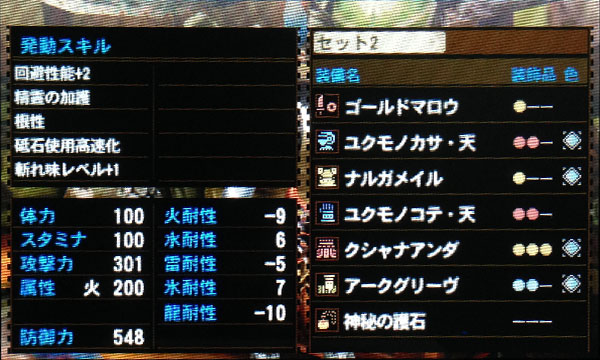 発動スキル
回避性能+2
精霊の加護
根性
砥石使用高速化
斬れ味レベル+1
体力 100
スタミナ 100
攻撃力 301
属性 火 200
防御力 548
火耐性 -9
水耐性 6
雷耐性 -5
氷耐性 7
龍耐性 -10
セット2
装備名 装飾品 色
ゴールドマロウ
ユクモノカサ・天
ナルガメイル
ユクモノコテ・天
クシャナアンダ
アークグリーヴ
神秘の護石